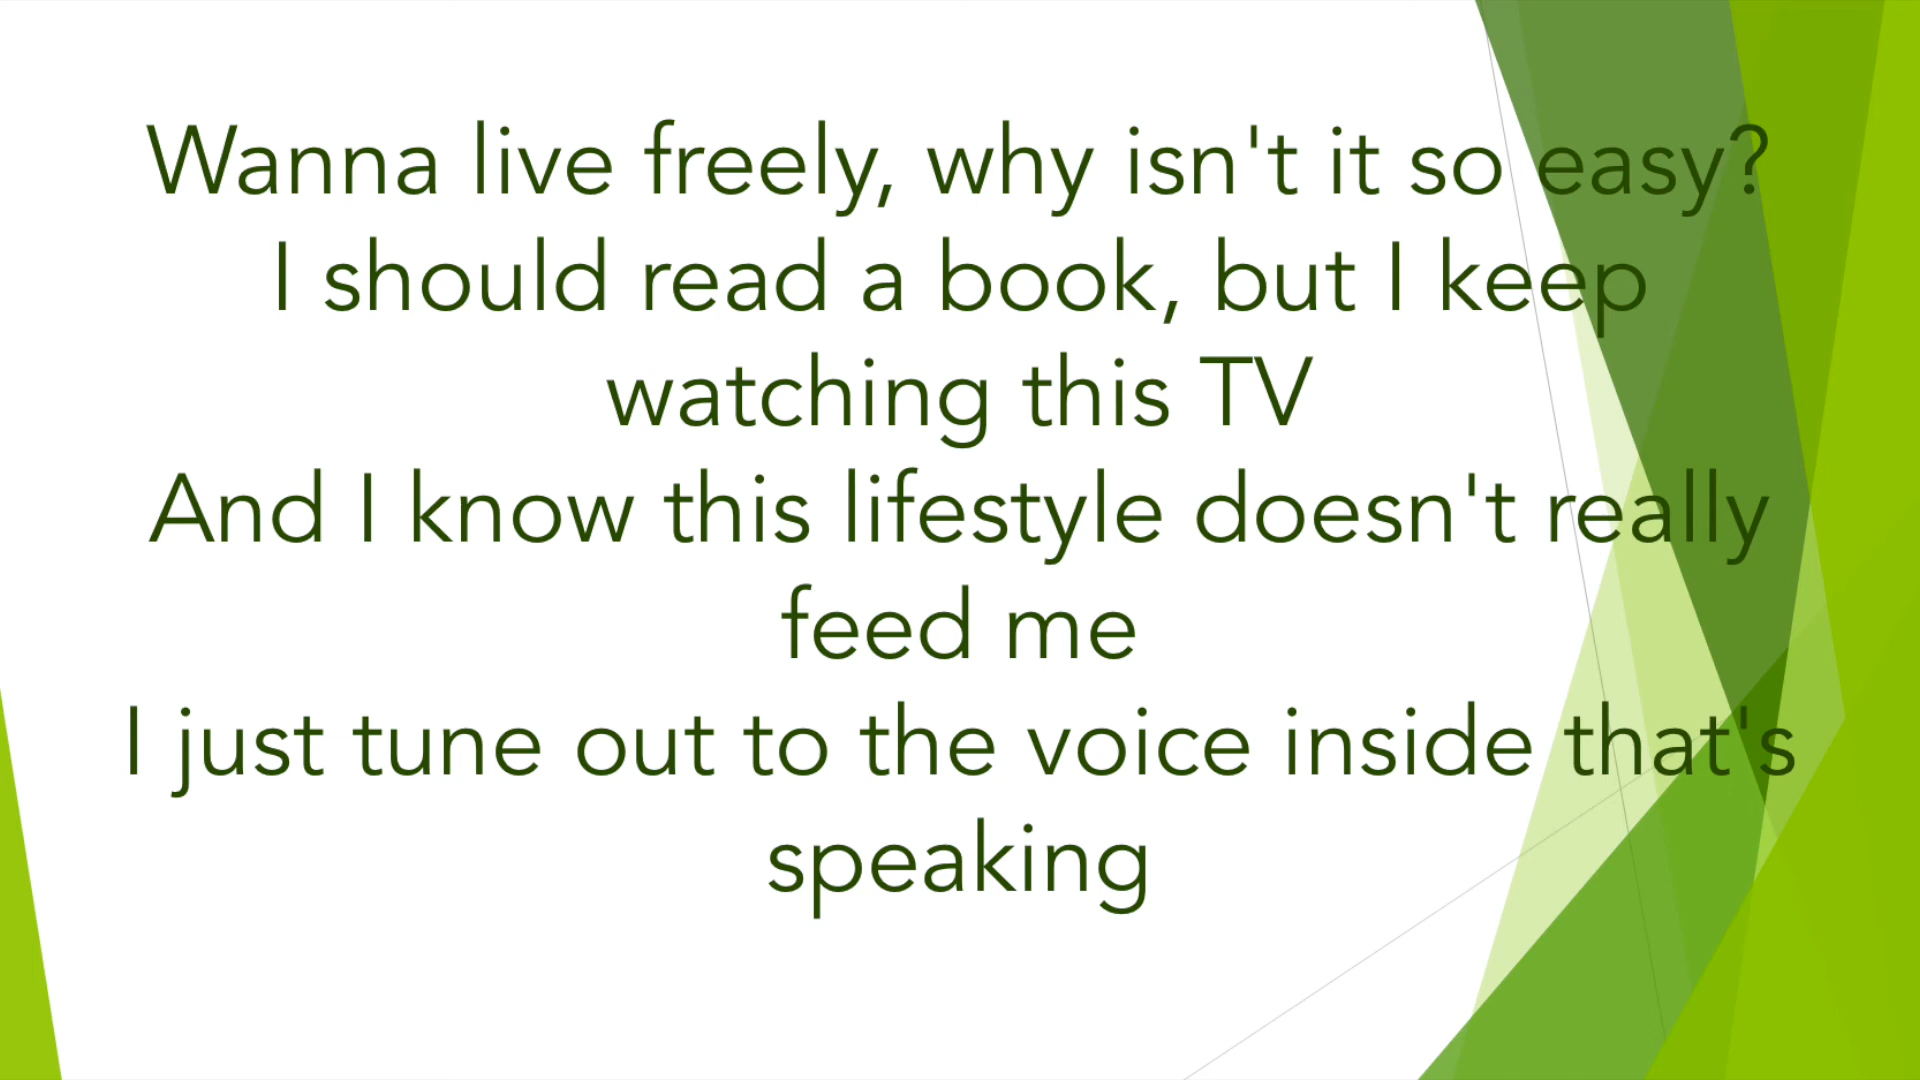 Wanna live freely, why isn't it so easy?
I should read a book, but I keep
watching this TV
And I know this lifestyle doesn't really
feed me
I just tune out to the voice inside that's
speaking